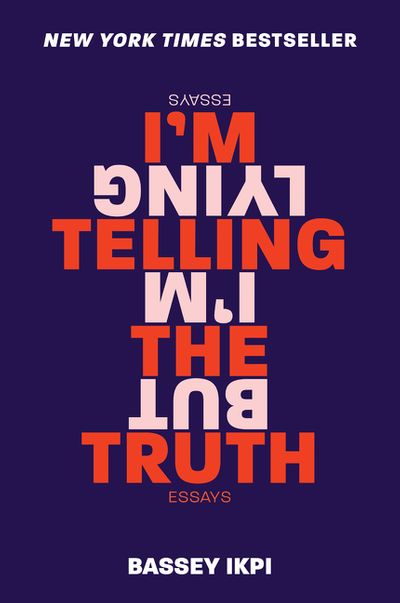 NEW YORK TIMES BESTSELLER
ESSAYS
I'M
LYING
TELLING
I'M
THE
BUT
TRUTH
ESSAYS
BASSEY IKPI